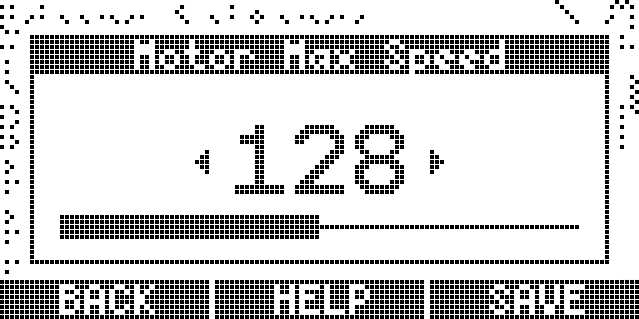 Motor Max Speed
128
BACK HELP SAVE